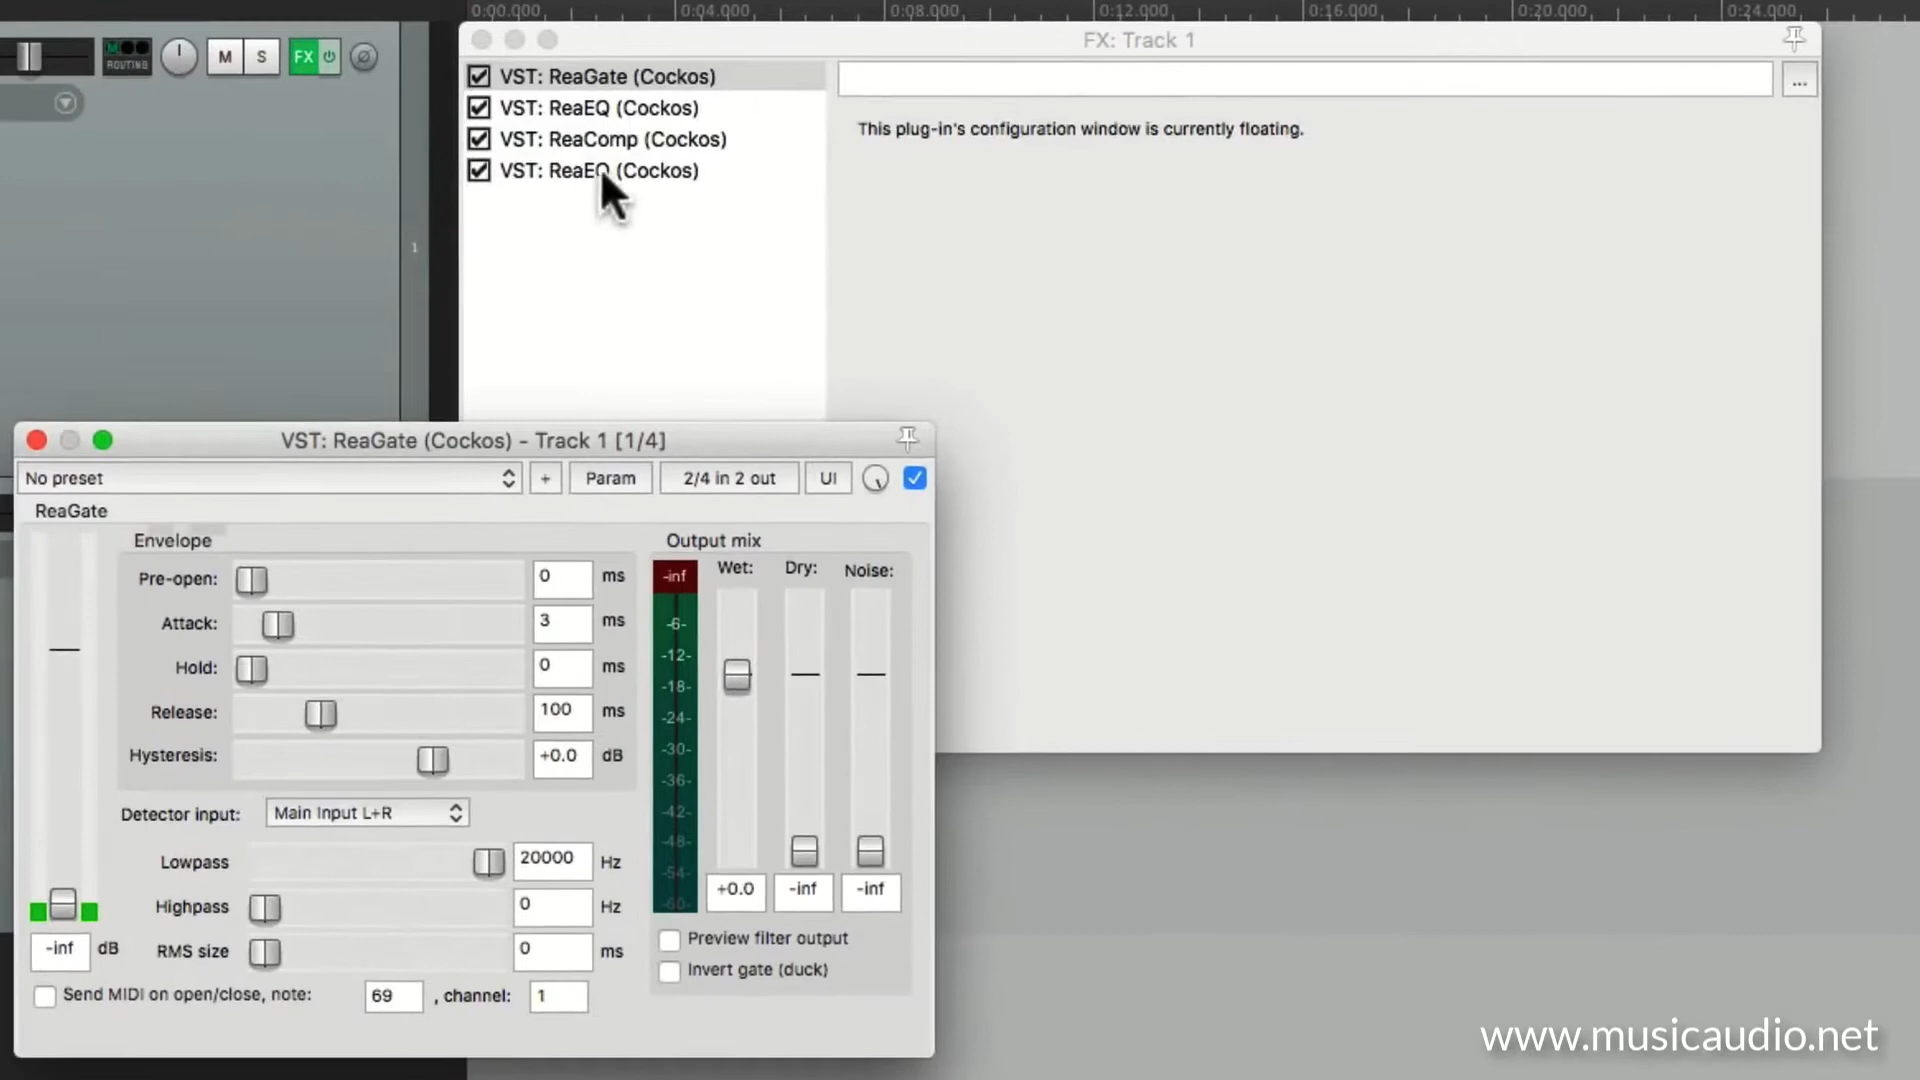 0:00.000 0:04.000 0:08.000 0:12.000 0:16.000 0:20.000 0:24.000
FX: Track 1
M
ROUTING
M S FX
VST: ReaGate (Cockos)
VST: ReaEQ (Cockos)
VST: ReaComp (Cockos)
VST: ReaEQ (Cockos)
...
This plug-in's configuration window is currently floating.
1
VST: ReaGate (Cockos) - Track 1 [1/4]
No preset + Param 2/4 in 2 out UI
ReaGate
Envelope
Pre-open: 0 ms
Attack: 3 ms
Hold: 0 ms
Release: 100 ms
Hysteresis: +0.0 dB
Detector input: Main Input L+R
Lowpass 20000 Hz
Highpass 0 Hz
RMS size 0 ms
-inf dB
Send MIDI on open/close, note: 69 , channel: 1
Output mix
Wet: Dry: Noise:
-inf
-6-
-12-
-18-
-24-
-30-
-36-
-42-
-48-
-54-
-60-
+0.0 -inf -inf
Preview filter output
Invert gate (duck)
www.musicaudio.net